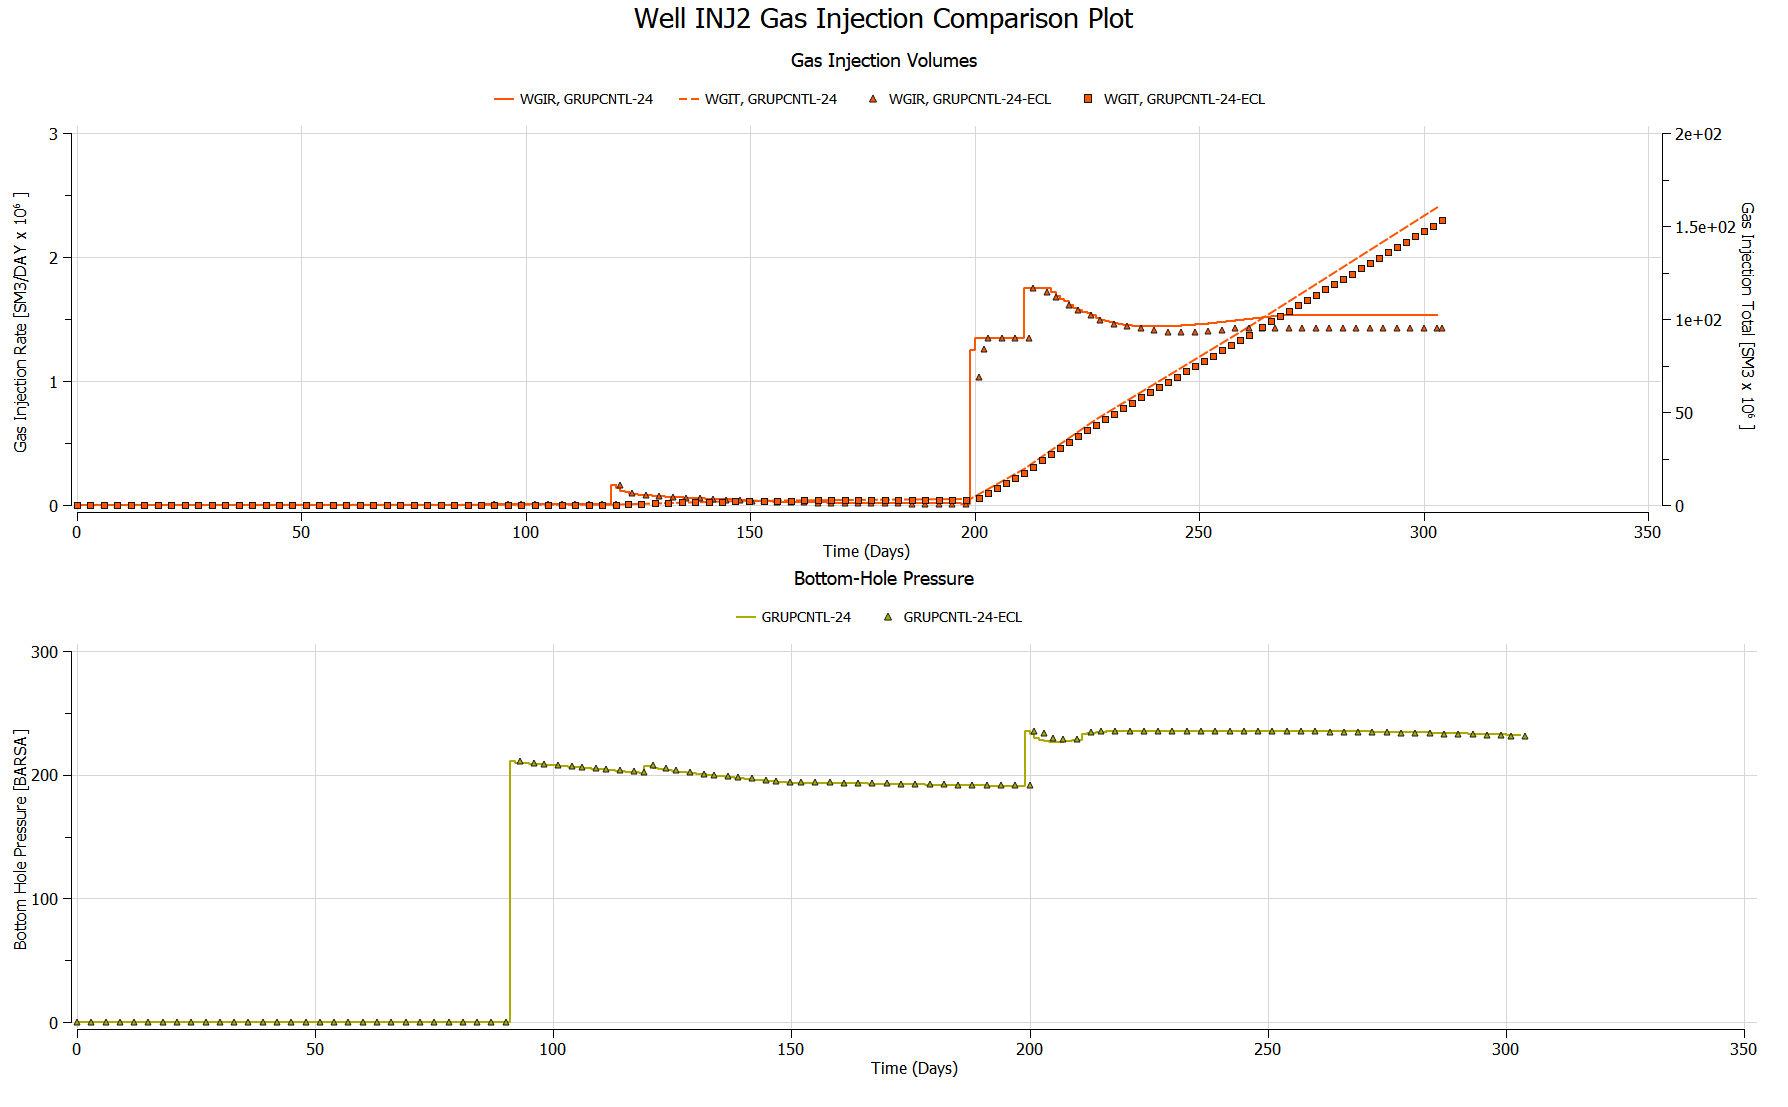 Well INJ2 Gas Injection Comparison Plot
Gas Injection Volumes
WGIR, GRUPCNTL-24 WGIT, GRUPCNTL-24 WGIR, GRUPCNTL-24-ECL WGIT, GRUPCNTL-24-ECL
Gas Injection Rate [SM3/DAY x 10⁶ ]
3
2
1
0
2e+02
1.5e+02
1e+02
50
0
Gas Injection Total [SM3 x 10⁶ ]
0 50 100 150 200 250 300 350
Time (Days)
Bottom-Hole Pressure
GRUPCNTL-24 GRUPCNTL-24-ECL
Bottom Hole Pressure [BARSA]
300
200
100
0
0 50 100 150 200 250 300 350
Time (Days)